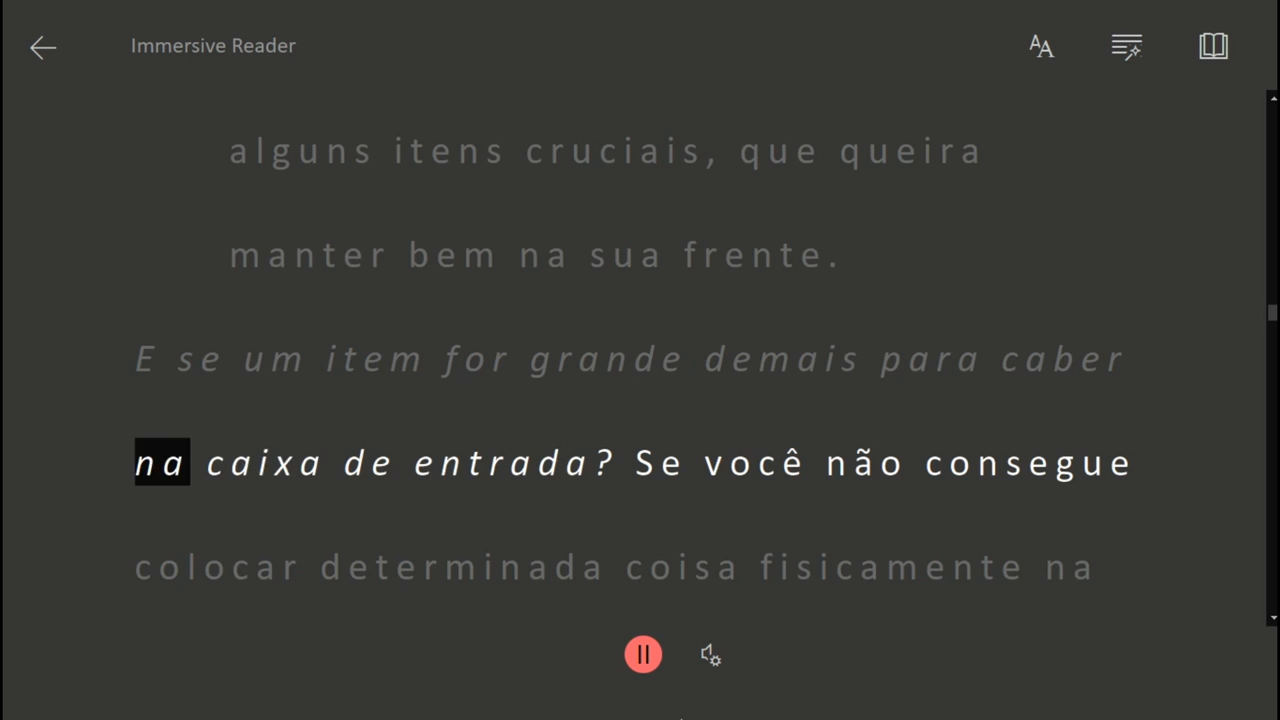 Immersive Reader
alguns itens cruciais, que queira
manter bem na sua frente.
E se um item for grande demais para caber
na caixa de entrada? Se você não consegue
colocar determinada coisa fisicamente na